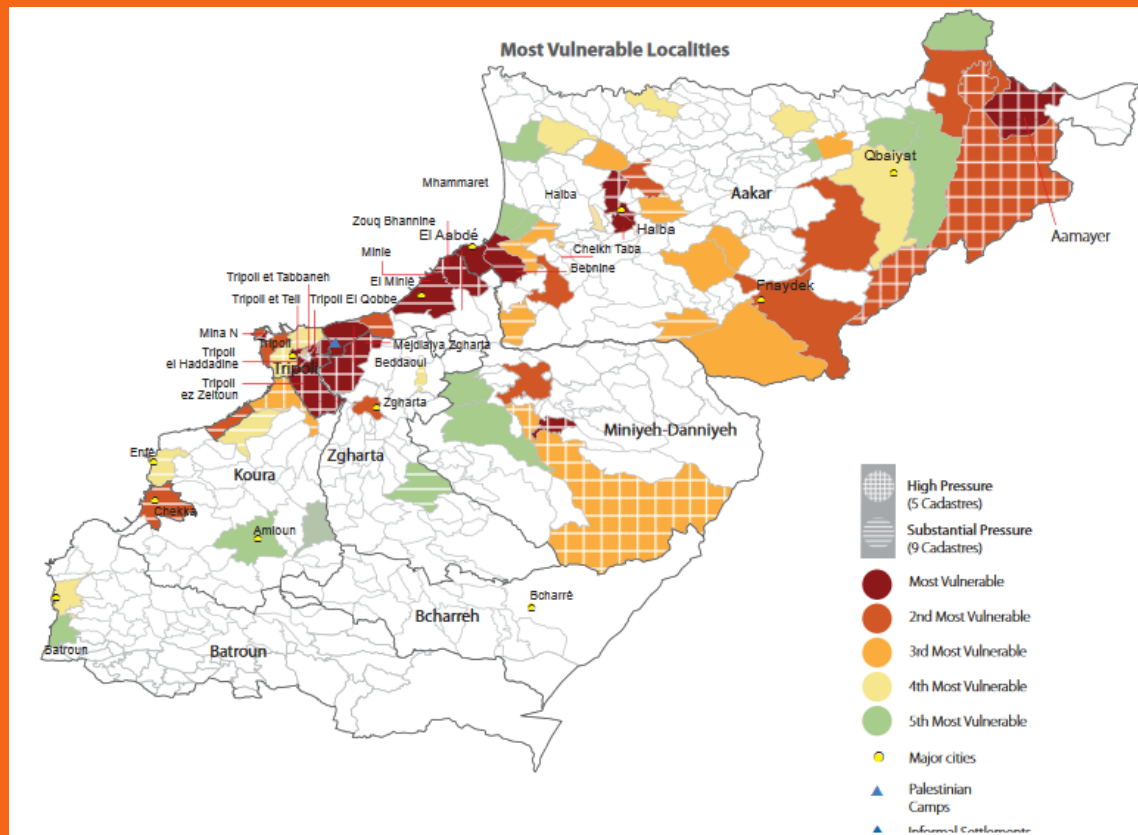 Most Vulnerable Localities
Qbaiyat
Mhammaret
Halba
Aakar
Zouq Bhannine
El Aabdé
Halba
Aamayer
Minie
Cheikh Taba
Bebnine
Tripoli et Tabbaneh
El Minié
Tripoli et Tell
Tripoli El Qobbe
Fnaydek
Mina N
Tripoli
Mejdlaiya Zgharta
Tripoli
el Haddadine
Tripoli
Beddaoui
Tripoli
ez Zeitoun
Zgharta
Miniyeh-Danniyeh
Enfé
Zgharta
Koura
Chekka
Amioun
High Pressure
(5 Cadastres)
Substantial Pressure
(9 Cadastres)
Most Vulnerable
Bcharré
Bcharreh
2nd Most Vulnerable
Batroun
Batroun
3rd Most Vulnerable
4th Most Vulnerable
5th Most Vulnerable
Major cities
Palestinian
Camps
Informal Settlements